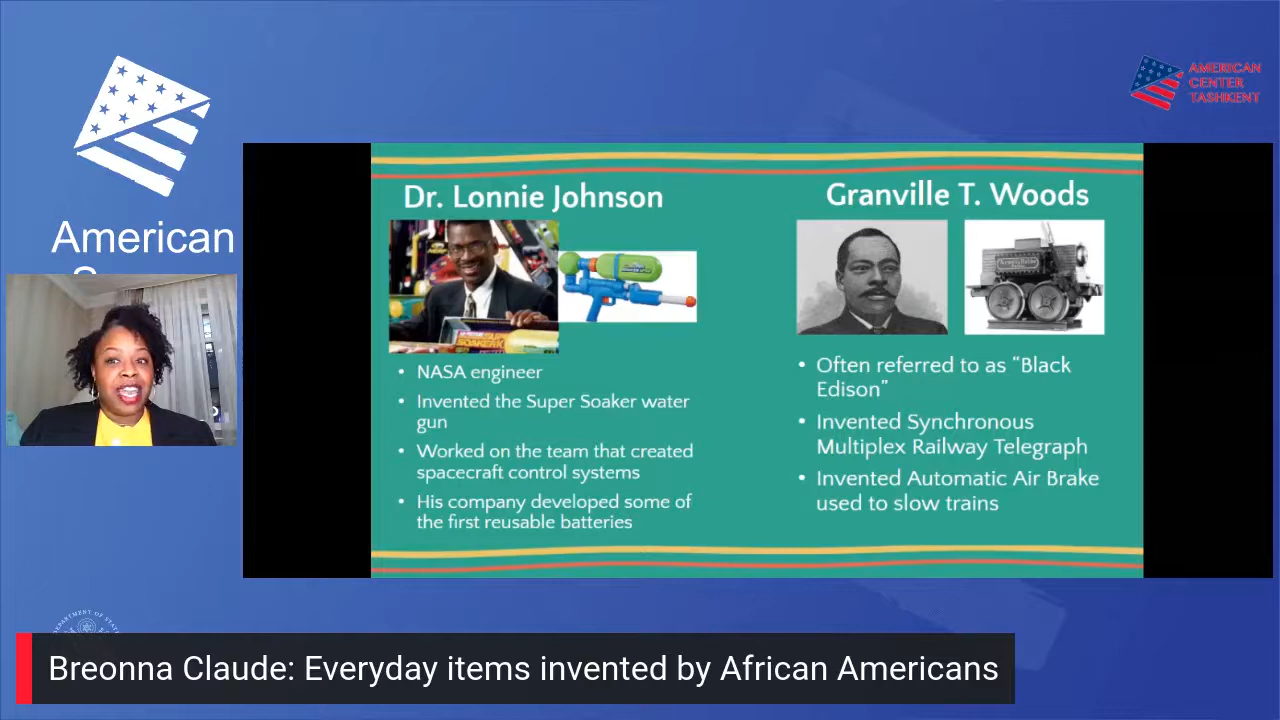 American
AMERICAN
CENTER
TASHKENT
Dr. Lonnie Johnson
• NASA engineer
• Invented the Super Soaker water
gun
• Worked on the team that created
spacecraft control systems
• His company developed some of
the first reusable batteries
Granville T. Woods
• Often referred to as “Black
Edison”
• Invented Synchronous
Multiplex Railway Telegraph
• Invented Automatic Air Brake
used to slow trains
DEPARTMENT OF STATE
Breonna Claude: Everyday items invented by African Americans